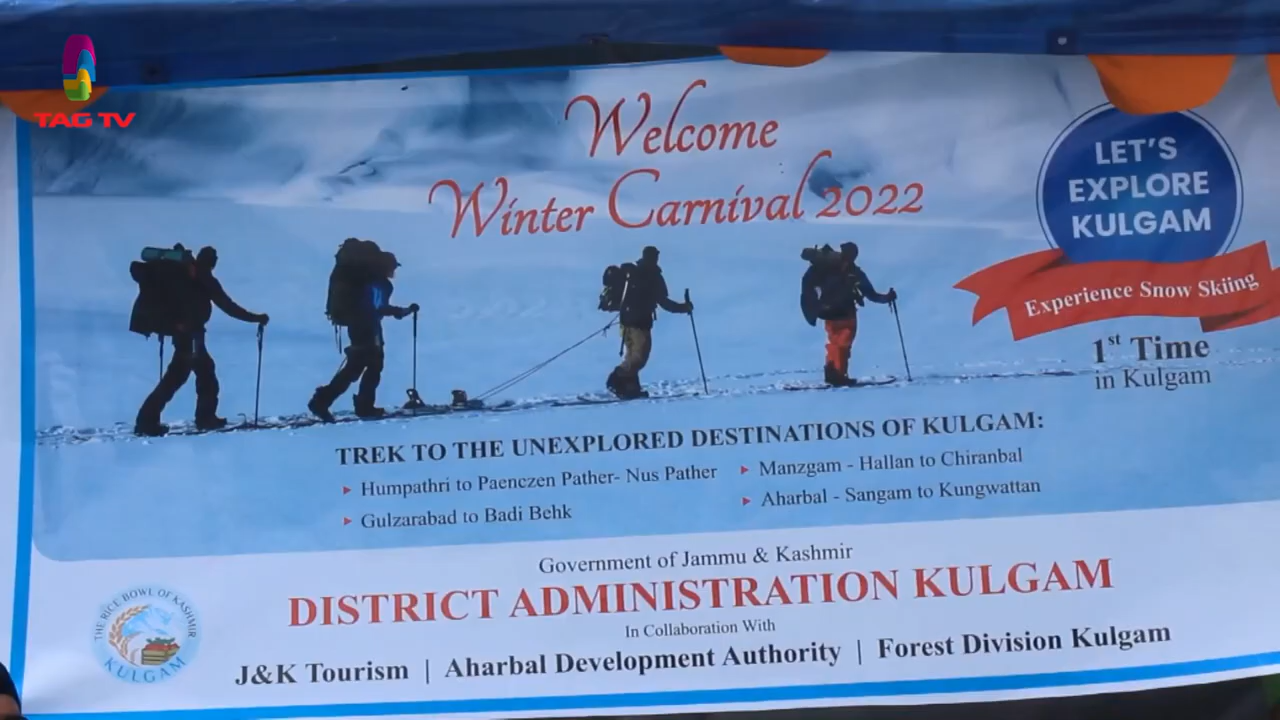 TAG TV
Welcome
Winter Carnival 2022
LET'S
EXPLORE
KULGAM
Experience Snow Skiing
1st Time
in Kulgam
TREK TO THE UNEXPLORED DESTINATIONS OF KULGAM:
Humpathri to Paenczen Pather- Nus Pather
Gulzarabad to Badi Behk
Manzgam - Hallan to Chiranbal
Aharbal - Sangam to Kungwattan
Government of Jammu & Kashmir
DISTRICT ADMINISTRATION KULGAM
In Collaboration With
J&K Tourism | Aharbal Development Authority | Forest Division Kulgam
THE RICE BOWL OF KASHMIR
KULGAM